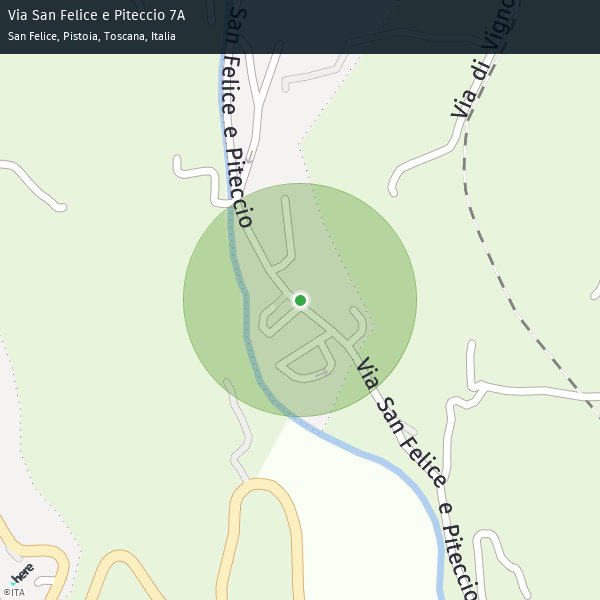 Via San Felice e Piteccio 7A
San Felice, Pistoia, Toscana, Italia
San Felice e Piteccio
Via di Vigno
Via San Felice e Piteccio
here
©ITA